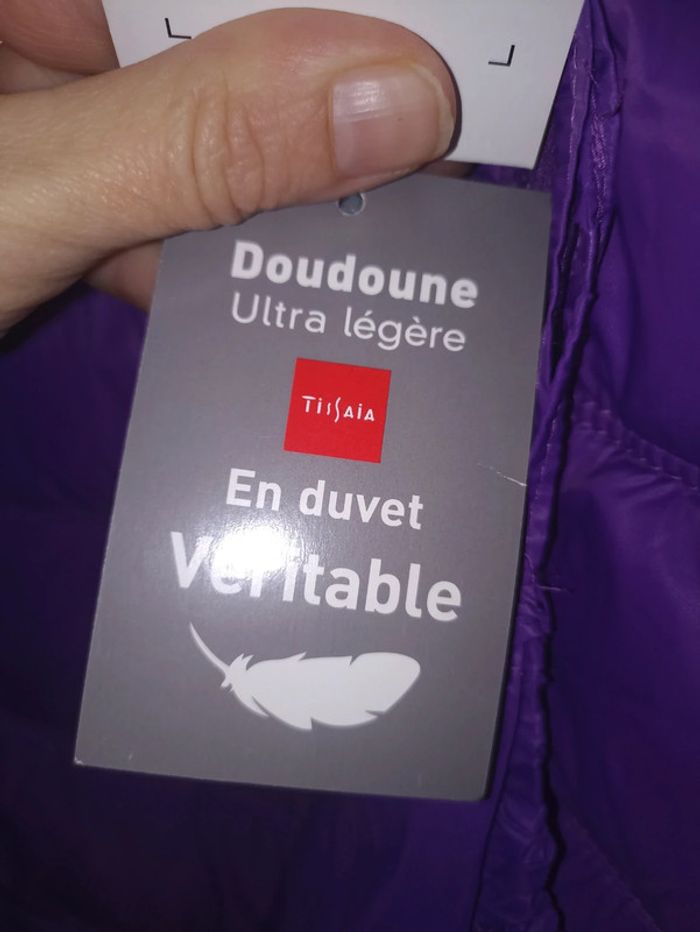 Doudoune
Ultra légère
TISSAIA
En duvet
Véritable